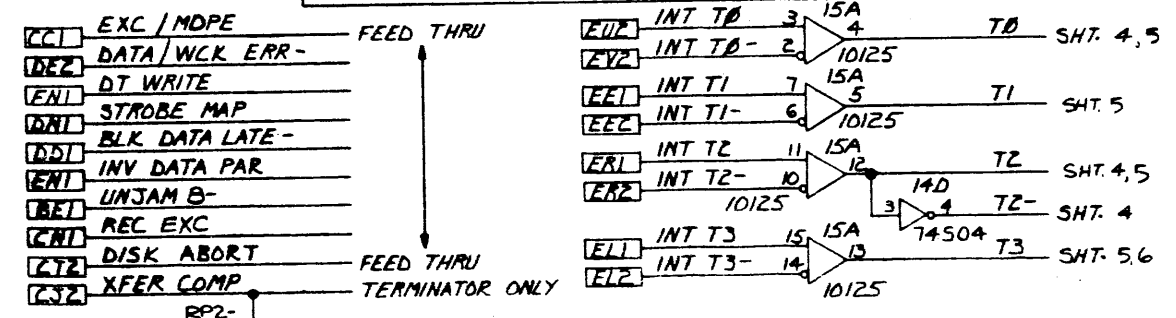 CC1 EXC / MDPE FEED THRU
DE2 DATA/WCK ERR-
EN1 DT WRITE
DM1 STROBE MAP
DD1 BLK DATA LATE-
EM1 INV DATA PAR
BE1 UNJAM B-
CN1 REC EXC
CT2 DISK ABORT FEED THRU
CS2 XFER COMP TERMINATOR ONLY
RP2-
EU2 INT TØ 3 15A 4 TØ SHT. 4,5
EV2 INT TØ- 2 10125
EE1 INT T1 7 15A 5 T1 SHT. 5
EE2 INT T1- 6 10125
ER1 INT T2 11 15A 12 T2 SHT. 4,5
ER2 INT T2- 10 10125
14D 3 4 T2- SHT. 4
74S04
EL1 INT T3 15 15A 13 T3 SHT. 5,6
EL2 INT T3- 14 10125